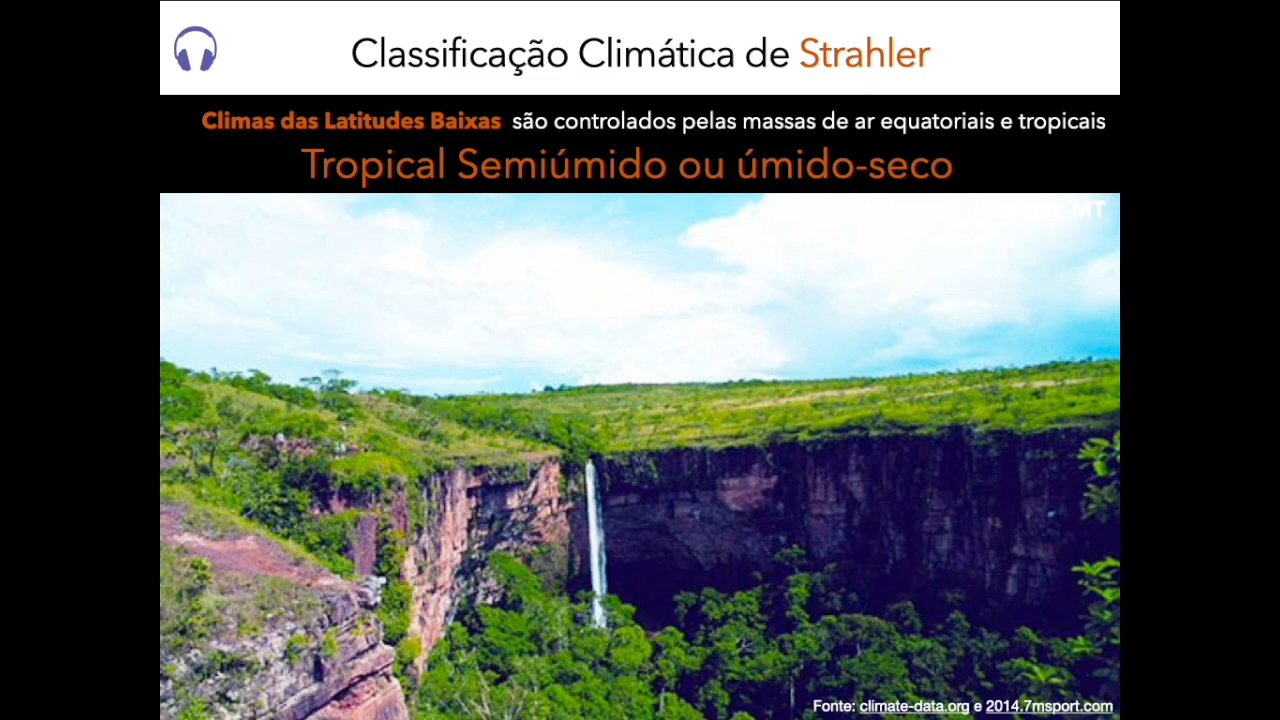 Classificação Climática de Strahler
Climas das Latitudes Baixas são controlados pelas massas de ar equatoriais e tropicais
Tropical Semiúmido ou úmido-seco
MT
Fonte: climate-data.org e 2014.7msport.com